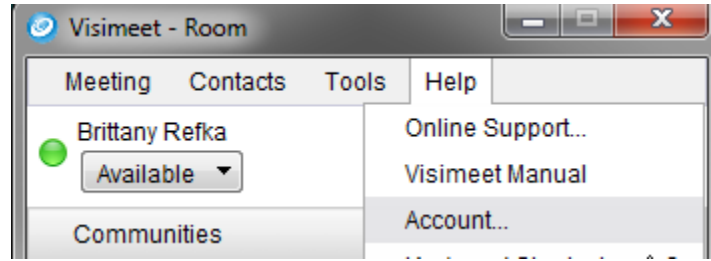 Visimeet - Room
Meeting Contacts Tools Help
Brittany Refka
Available
Communities
Online Support...
Visimeet Manual
Account...